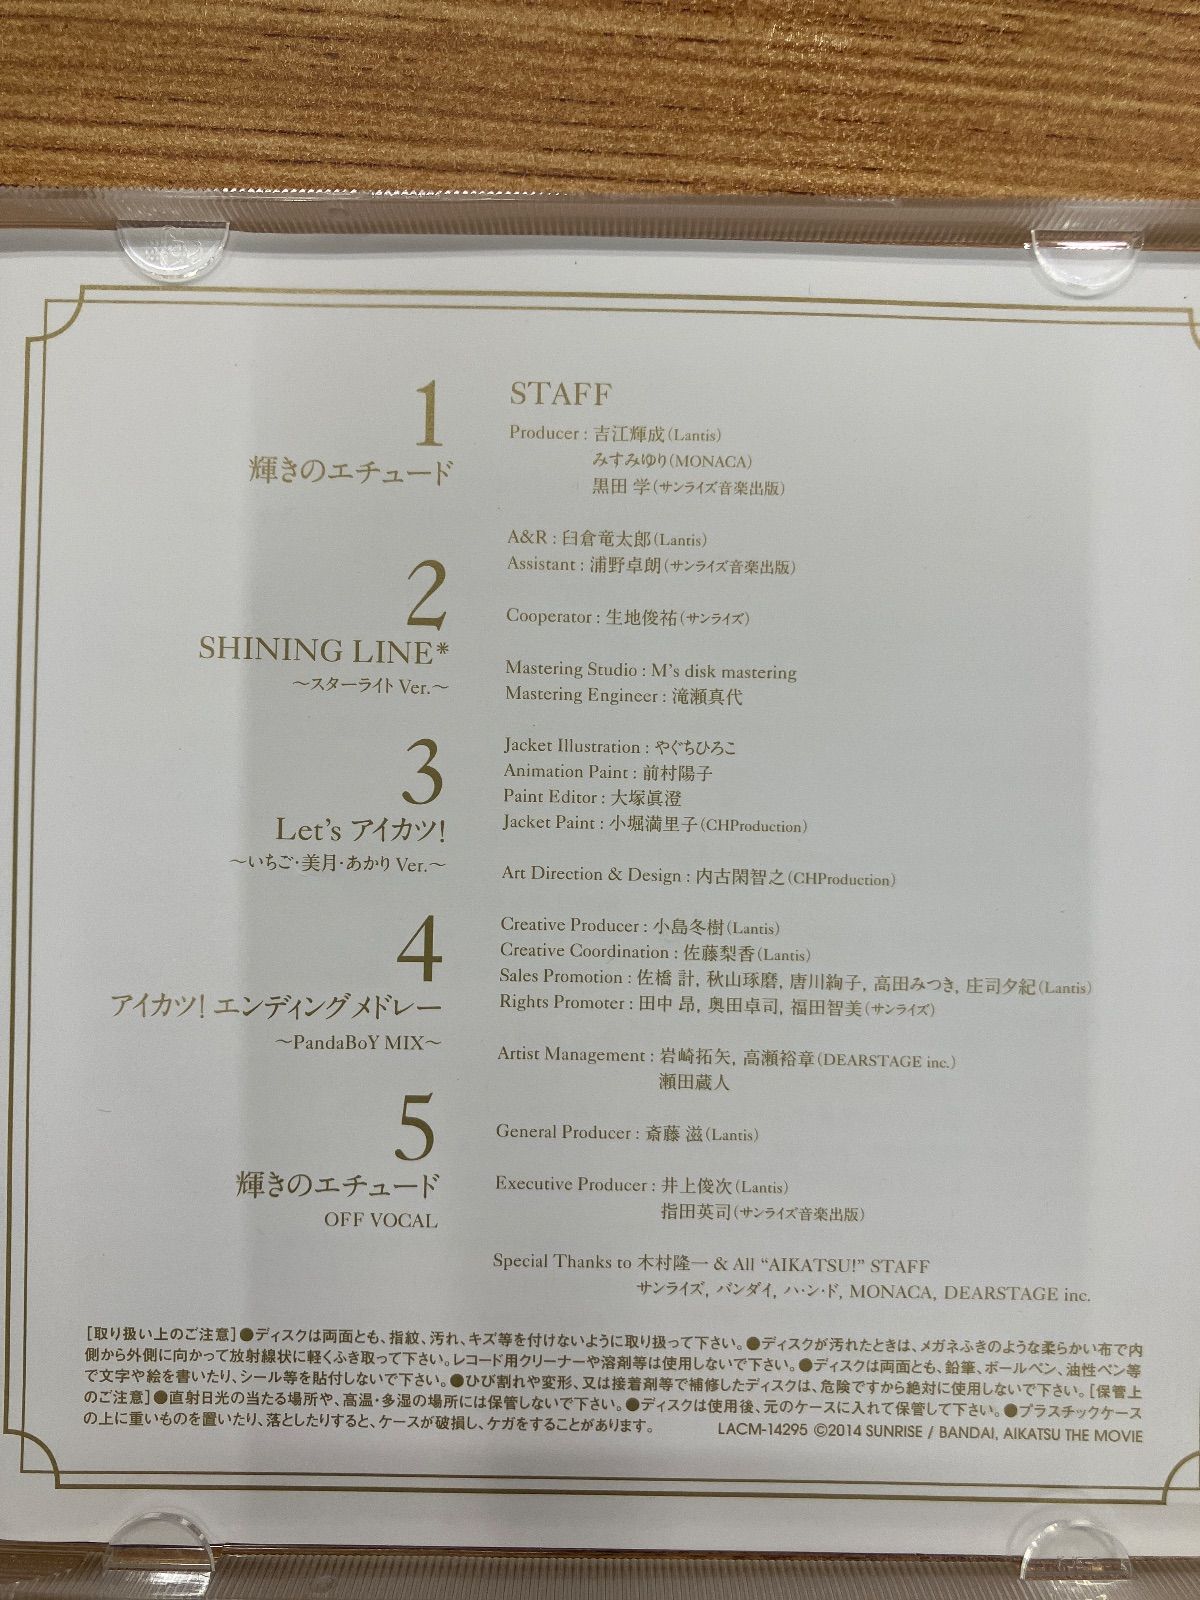 1
輝きのエチュード
2
SHINING LINE*
～スターライト Ver.～
3
Let's アイカツ!
～いちご・美月・あかり Ver.～
4
アイカツ! エンディングメドレー
～PandaBoY MIX～
5
輝きのエチュード
OFF VOCAL
STAFF
Producer : 吉江輝成(Lantis)
みすみゆり(MONACA)
黒田 学(サンライズ音楽出版)
A&R : 臼倉竜太郎(Lantis)
Assistant : 浦野卓朗(サンライズ音楽出版)
Cooperator : 生地俊祐(サンライズ)
Mastering Studio : M's disk mastering
Mastering Engineer : 滝瀬真代
Jacket Illustration : やぐちひろこ
Animation Paint : 前村陽子
Paint Editor : 大塚眞澄
Jacket Paint : 小堀満里子(CHProduction)
Art Direction & Design : 内古閑智之(CHProduction)
Creative Producer : 小島冬樹(Lantis)
Creative Coordination : 佐藤梨香(Lantis)
Sales Promotion : 佐橋 計, 秋山琢磨, 唐川絢子, 高田みつき, 庄司夕紀(Lantis)
Rights Promoter : 田中 昂, 奥田卓司, 福田智美(サンライズ)
Artist Management : 岩崎拓矢, 高瀬裕章(DEARSTAGE inc.)
瀬田蔵人
General Producer : 斎藤 滋(Lantis)
Executive Producer : 井上俊次(Lantis)
指田英司(サンライズ音楽出版)
Special Thanks to 木村隆一 & All “AIKATSU!” STAFF
サンライズ, バンダイ, ハ・ン・ド, MONACA, DEARSTAGE inc.
[取り扱い上のご注意]●ディスクは両面とも、指紋、汚れ、キズ等を付けないように取り扱って下さい。●ディスクが汚れたときは、メガネふきのような柔らかい布で内
側から外側に向かって放射線状に軽くふき取って下さい。レコード用クリーナーや溶剤等は使用しないで下さい。●ディスクは両面とも、鉛筆、ボールペン、油性ペン等
で文字や絵を書いたり、シール等を貼付しないで下さい。●ひび割れや変形、又は接着剤等で補修したディスクは、危険ですから絶対に使用しないで下さい。[保管上
のご注意]●直射日光の当たる場所や、高温・多湿の場所には保管しないで下さい。●ディスクは使用後、元のケースに入れて保管して下さい。●プラスチックケース
の上に重いものを置いたり、落としたりすると、ケースが破損し、ケガをすることがあります。 LACM-14295 ©2014 SUNRISE / BANDAI, AIKATSU THE MOVIE